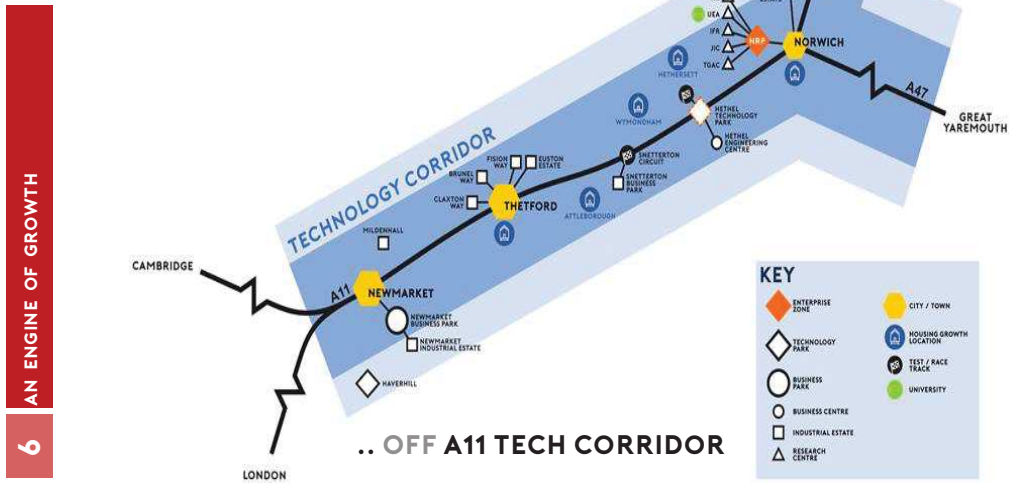 UEA
IFR
JIC
TGAC
NRP
NORWICH
HETHERSETT
A47
GREAT
YAREMOUTH
WYMONDHAM
HETHEL
TECHNOLOGY
PARK
HETHEL
ENGINEERING
CENTRE
SNETTERTON
CIRCUIT
SNETTERTON
BUSINESS
PARK
TECHNOLOGY CORRIDOR
FISION
WAY
EUSTON
ESTATE
BRUNEL
WAY
CLAXTON
WAY
THETFORD
ATTLEBOROUGH
MILDENHALL
CAMBRIDGE
A11
NEWMARKET
NEWMARKET
BUSINESS PARK
NEWMARKET
INDUSTRIAL ESTATE
HAVERHILL
LONDON
KEY
ENTERPRISE
ZONE
TECHNOLOGY
PARK
BUSINESS
PARK
BUSINESS CENTRE
INDUSTRIAL ESTATE
RESEARCH
CENTRE
CITY / TOWN
HOUSING GROWTH
LOCATION
TEST / RACE
TRACK
UNIVERSITY
.. OFF A11 TECH CORRIDOR
AN ENGINE OF GROWTH
6